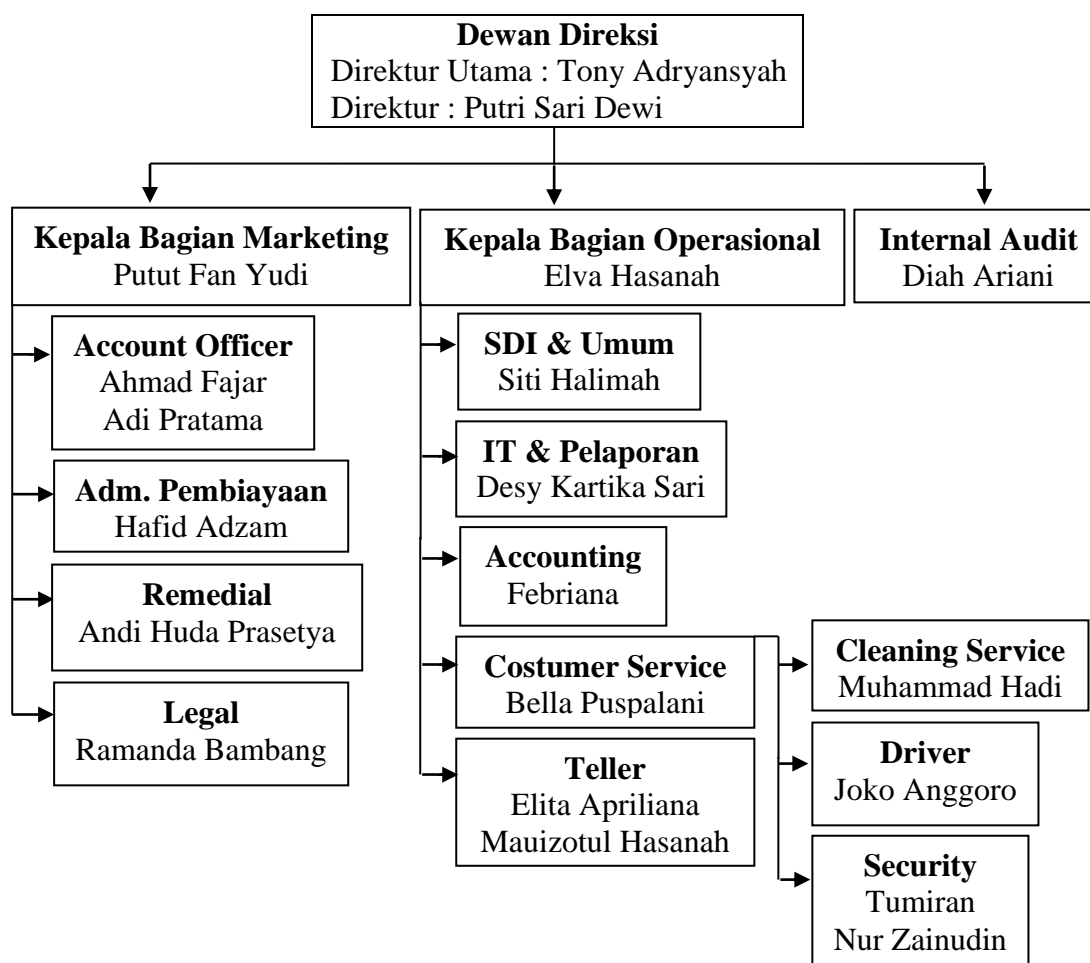 Dewan Direksi
Direktur Utama : Tony Adryansyah
Direktur : Putri Sari Dewi
Kepala Bagian Marketing
Putut Fan Yudi
Kepala Bagian Operasional
Elva Hasanah
Internal Audit
Diah Ariani
Account Officer
Ahmad Fajar
Adi Pratama
Adm. Pembiayaan
Hafid Adzam
Remedial
Andi Huda Prasetya
Legal
Ramanda Bambang
SDI & Umum
Siti Halimah
IT & Pelaporan
Desy Kartika Sari
Accounting
Febriana
Costumer Service
Bella Puspalani
Teller
Elita Apriliana
Mauizotul Hasanah
Cleaning Service
Muhammad Hadi
Driver
Joko Anggoro
Security
Tumiran
Nur Zainudin